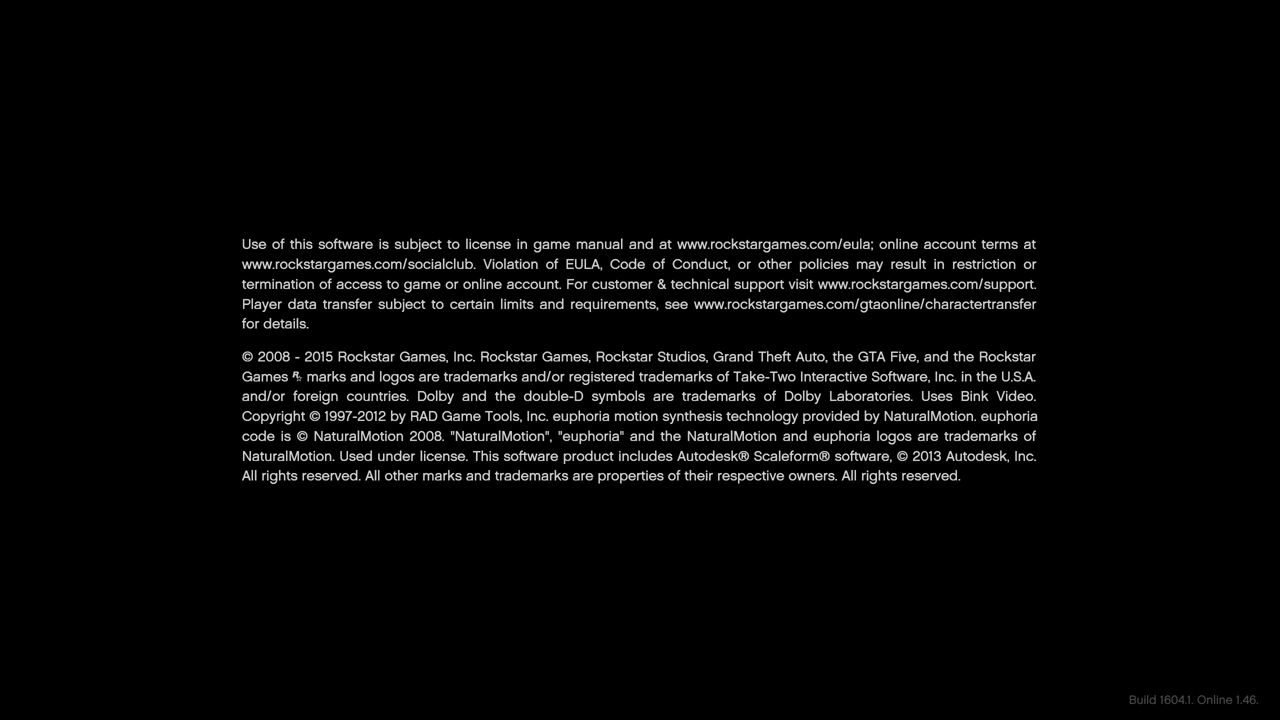 Use of this software is subject to license in game manual and at www.rockstargames.com/eula; online account terms at
www.rockstargames.com/socialclub. Violation of EULA, Code of Conduct, or other policies may result in restriction or
termination of access to game or online account. For customer & technical support visit www.rockstargames.com/support.
Player data transfer subject to certain limits and requirements, see www.rockstargames.com/gtaonline/charactertransfer
for details.
© 2008 - 2015 Rockstar Games, Inc. Rockstar Games, Rockstar Studios, Grand Theft Auto, the GTA Five, and the Rockstar
Games R* marks and logos are trademarks and/or registered trademarks of Take-Two Interactive Software, Inc. in the U.S.A.
and/or foreign countries. Dolby and the double-D symbols are trademarks of Dolby Laboratories. Uses Bink Video.
Copyright © 1997-2012 by RAD Game Tools, Inc. euphoria motion synthesis technology provided by NaturalMotion. euphoria
code is © NaturalMotion 2008. "NaturalMotion", "euphoria" and the NaturalMotion and euphoria logos are trademarks of
NaturalMotion. Used under license. This software product includes Autodesk® Scaleform® software, © 2013 Autodesk, Inc.
All rights reserved. All other marks and trademarks are properties of their respective owners. All rights reserved.
Build 1604.1. Online 1.46.